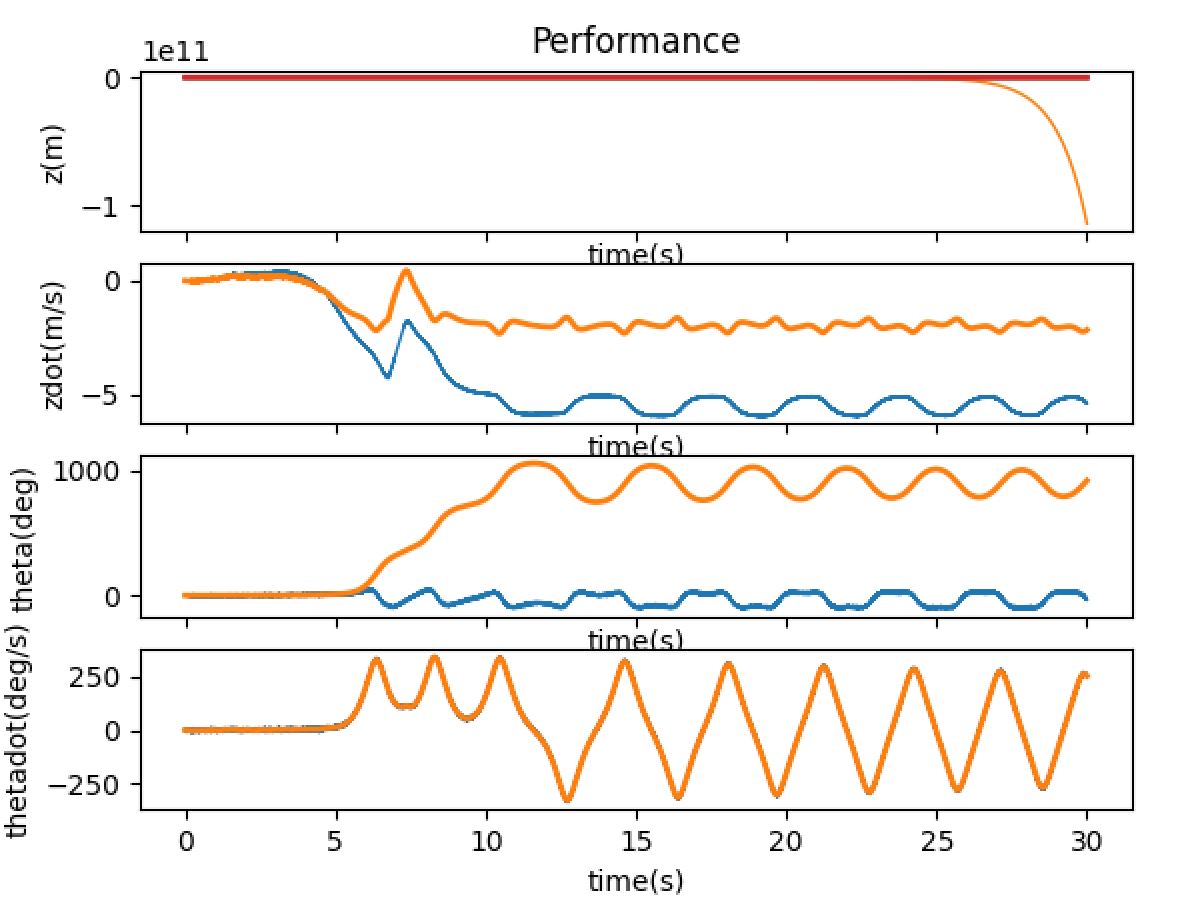 Performance
1e11
0
−1
z(m)
time(s)
0
−5
zdot(m/s)
time(s)
1000
0
theta(deg)
time(s)
250
0
−250
thetadot(deg/s)
0 5 10 15 20 25 30
time(s)